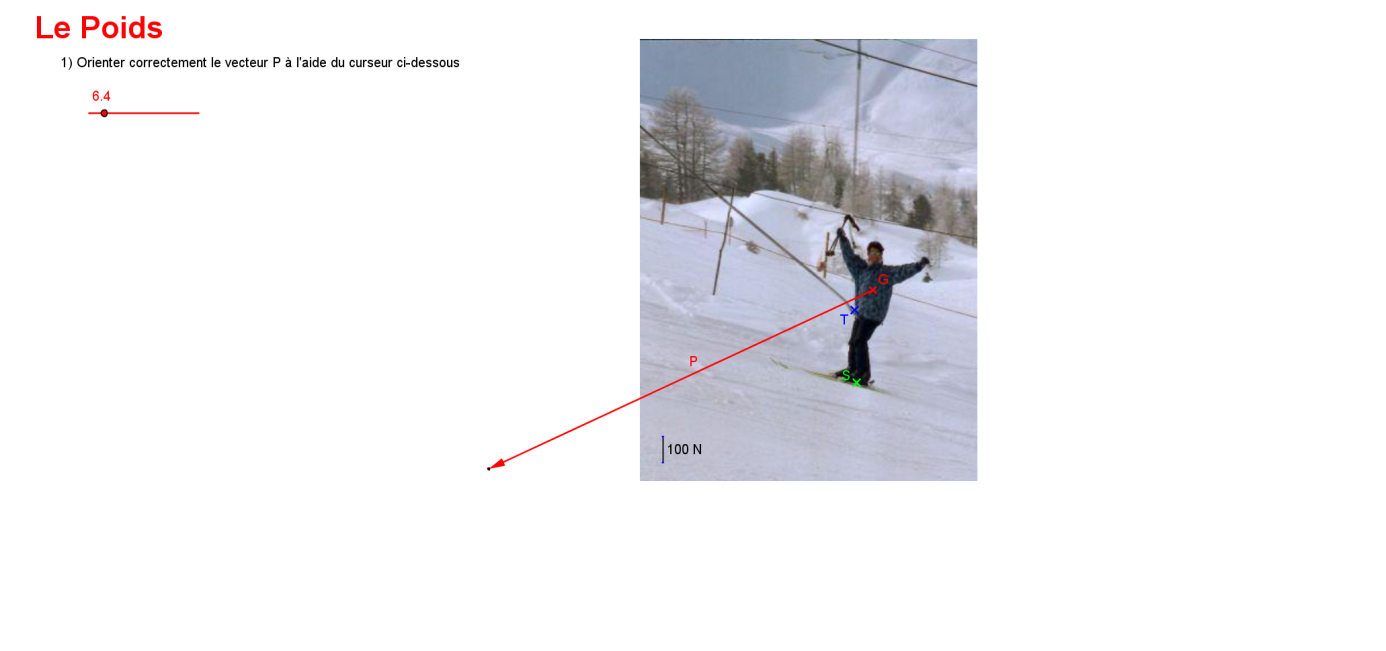 Le Poids
1) Orienter correctement le vecteur P à l'aide du curseur ci-dessous
6.4
G
T
P
S
100 N